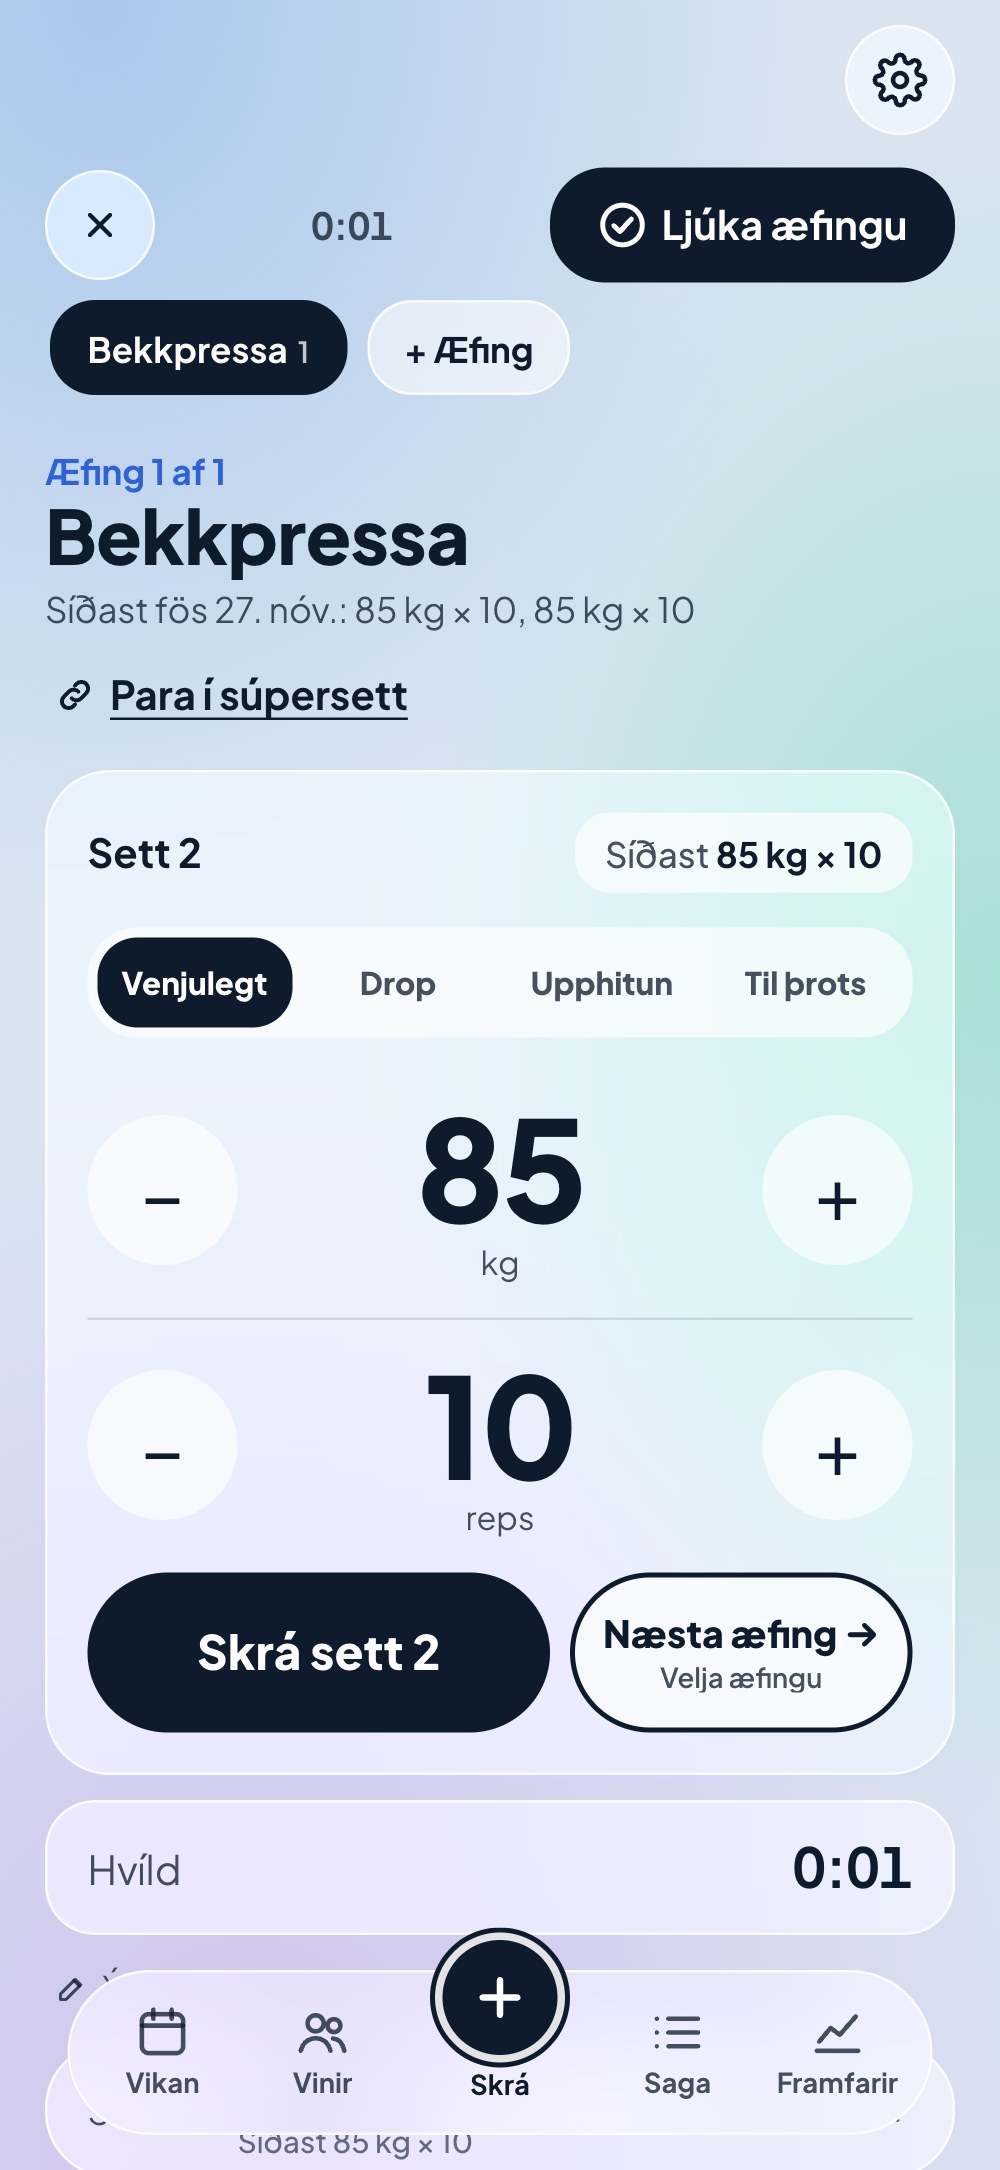 0:01
Ljúka æfingu
Bekkpressa 1
+ Æfing
Æfing 1 af 1
Bekkpressa
Síðast fös 27. nóv.: 85 kg × 10, 85 kg × 10
Para í súpersett
Sett 2
Síðast 85 kg × 10
Venjulegt
Drop
Upphitun
Til þrots
−
85
+
kg
−
10
+
reps
Skrá sett 2
Næsta æfing →
Velja æfingu
Hvíld
0:01
Vikan
Vinir
Skrá
Saga
Framfarir
Síðast 85 kg × 10